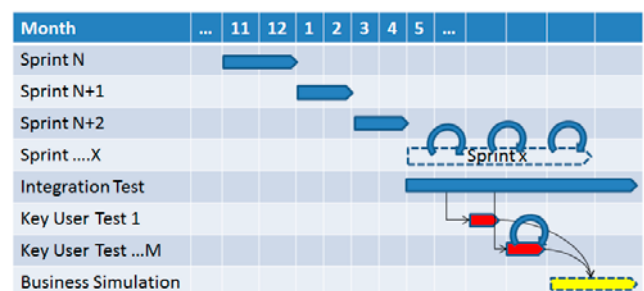 Month ... 11 12 1 2 3 4 5 ...
Sprint N
Sprint N+1
Sprint N+2
Sprint ....X Sprint x
Integration Test
Key User Test 1
Key User Test ...M
Business Simulation